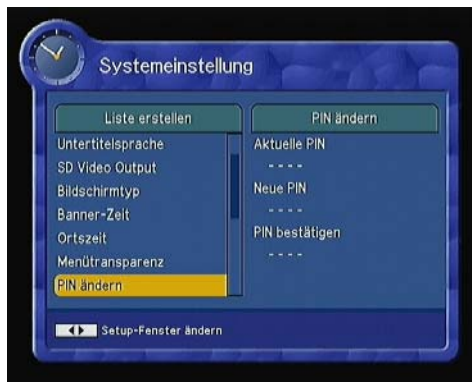 Systemeinstellung
Liste erstellen
Untertitelsprache
SD Video Output
Bildschirmtyp
Banner-Zeit
Ortszeit
Menütransparenz
PIN ändern
PIN ändern
Aktuelle PIN
- - - -
Neue PIN
- - - -
PIN bestätigen
- - - -
Setup-Fenster ändern